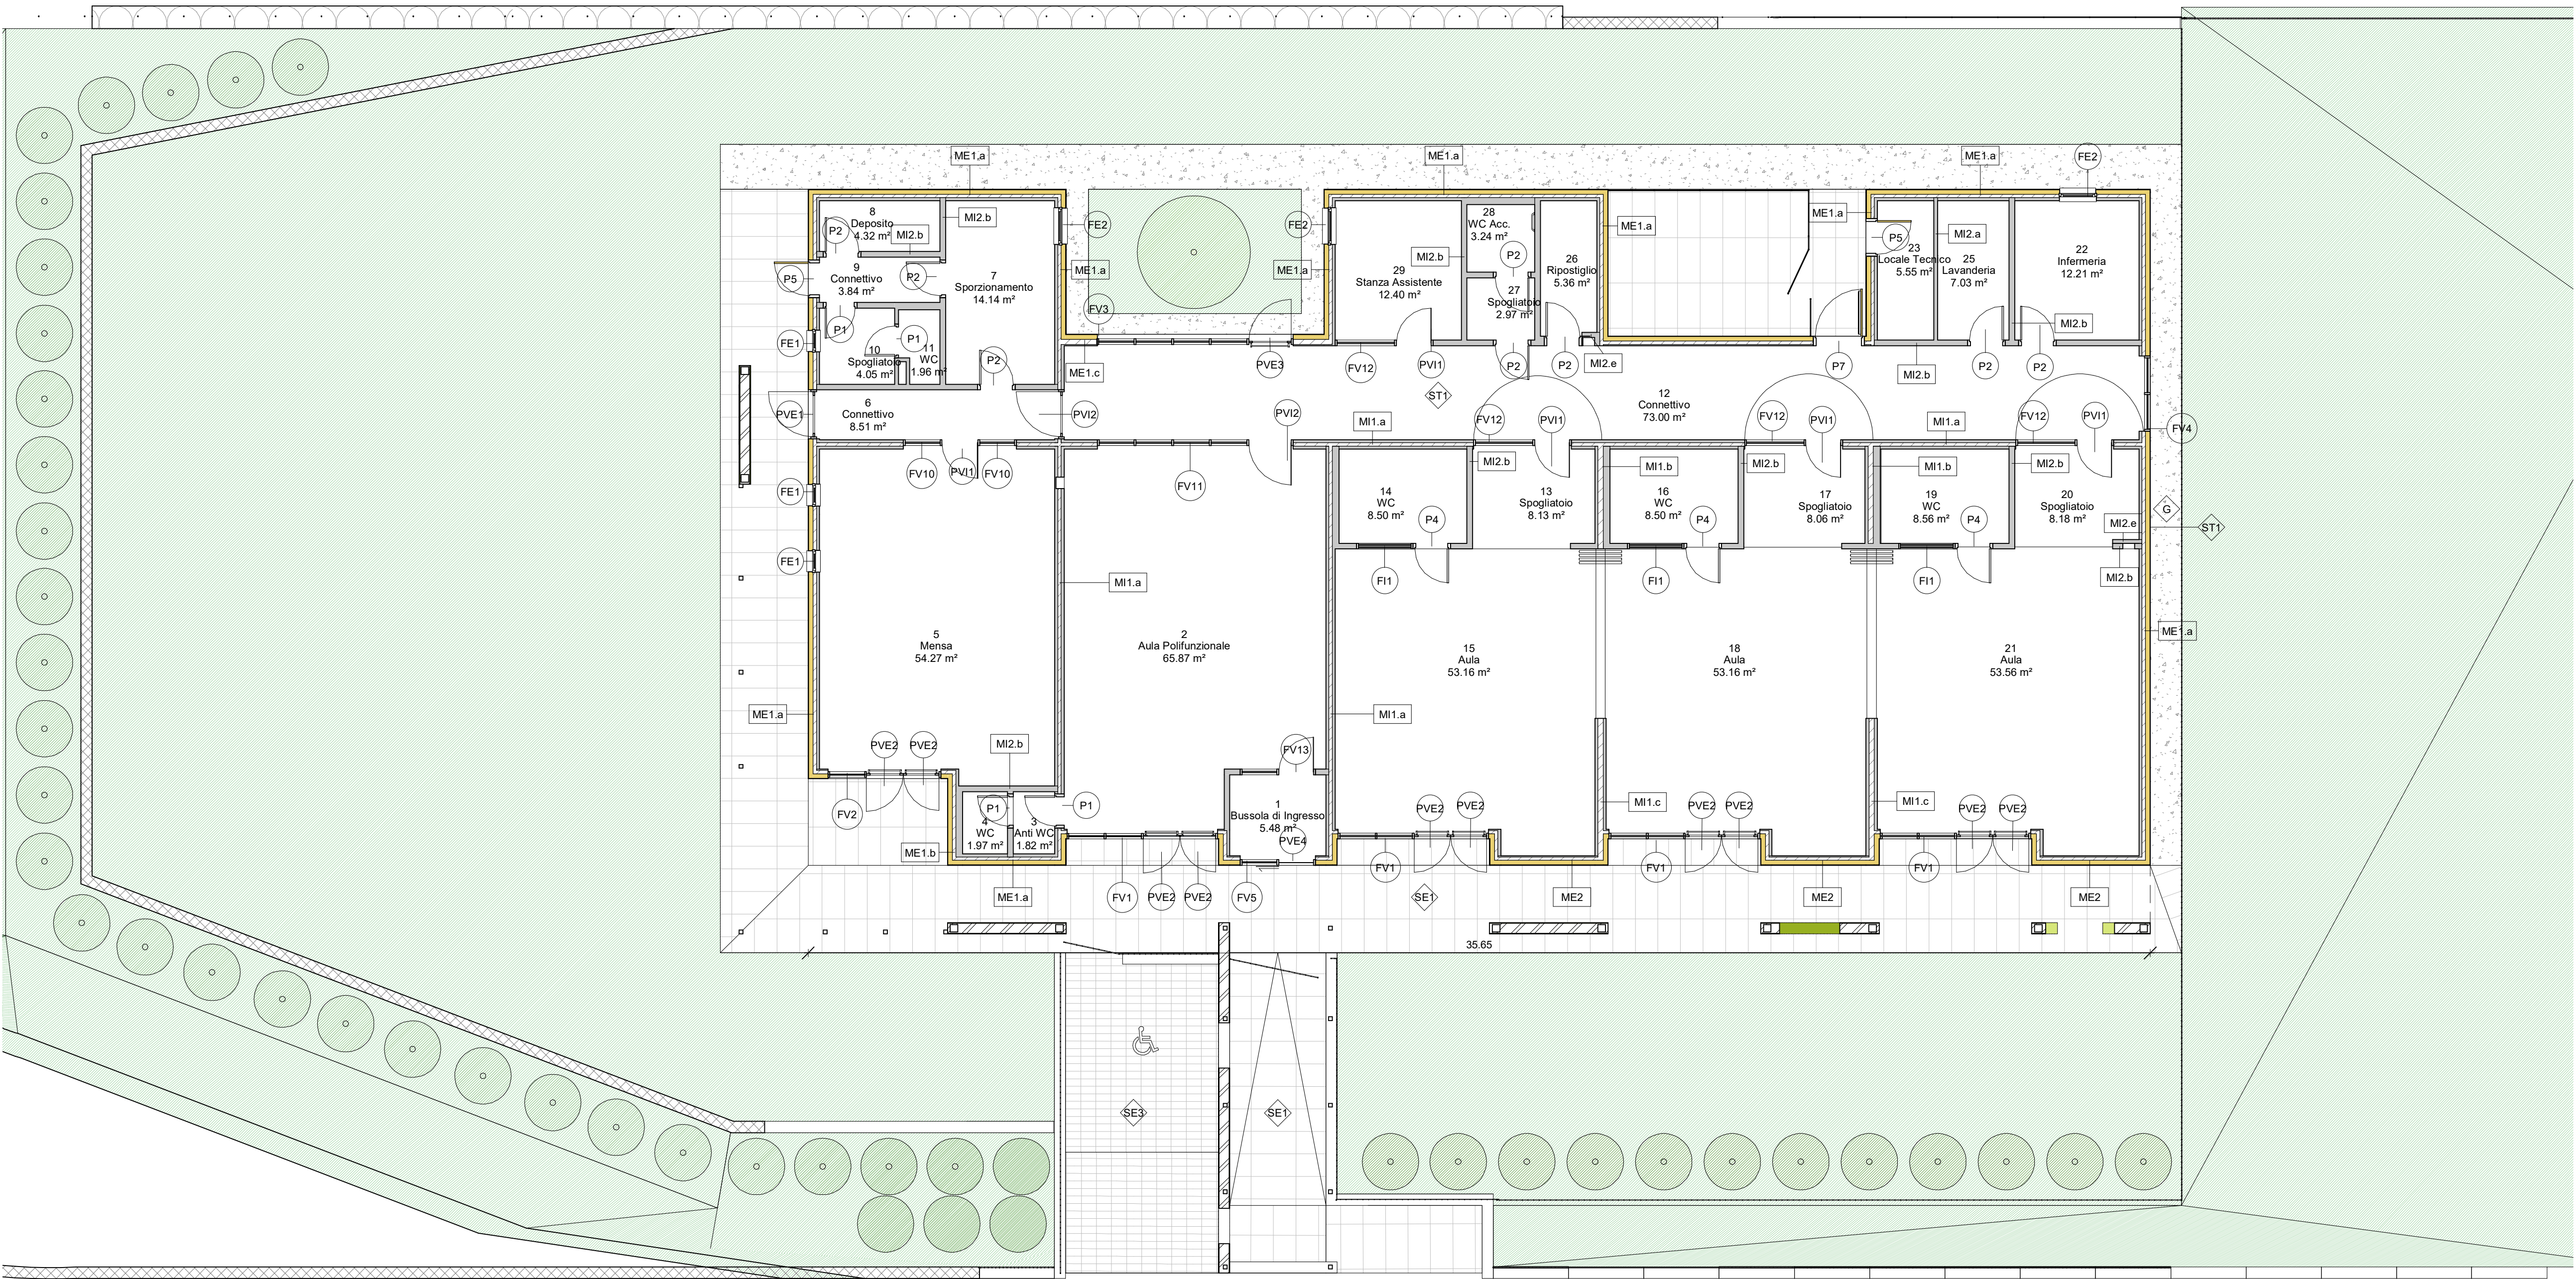 ME1.a
ME1.a
ME1.a
FE2
8
Deposito
4.32 m²
P2
MI2.b
MI2.b
FE2
FE2
28
WC Acc.
3.24 m²
ME1.a
ME1.a
P5
MI2.a
P5
9
Connettivo
3.84 m²
P2
7
Sporzionamento
14.14 m²
ME1.a
ME1.a
29
Stanza Assistente
12.40 m²
MI2.b
P2
26
Ripostiglio
5.36 m²
23
Locale Tecnico
5.55 m²
25
Lavanderia
7.03 m²
22
Infermeria
12.21 m²
27
Spogliatoio
2.97 m²
FV3
P1
P1
FE1
10
Spogliatoio
4.05 m²
11
WC
1.96 m²
P2
MI2.b
ME1.c
PVE3
FV12
PVI1
P2
P2
MI2.e
P7
MI2.b
P2
P2
ST1
PVE1
6
Connettivo
8.51 m²
PVI2
PVI2
MI1.a
FV12
PVI1
12
Connettivo
73.00 m²
FV12
PVI1
MI1.a
FV12
PVI1
FV4
FV10
PVI1
FV10
FV11
MI2.b
MI1.b
MI2.b
MI1.b
MI2.b
FE1
14
WC
8.50 m²
P4
13
Spogliatoio
8.13 m²
16
WC
8.50 m²
P4
17
Spogliatoio
8.06 m²
19
WC
8.56 m²
P4
20
Spogliatoio
8.18 m²
MI2.e
G
ST1
FE1
MI1.a
FI1
FI1
FI1
MI2.b
5
Mensa
54.27 m²
2
Aula Polifunzionale
65.87 m²
15
Aula
53.16 m²
18
Aula
53.16 m²
21
Aula
53.56 m²
ME1.a
ME1.a
MI1.a
PVE2
PVE2
MI2.b
FV13
FV2
P1
P1
4
WC
1.97 m²
3
Anti WC
1.82 m²
1
Bussola di Ingresso
5.48 m²
PVE4
PVE2
PVE2
MI1.c
PVE2
PVE2
MI1.c
PVE2
PVE2
ME1.b
FV1
FV1
FV1
ME1.a
FV1
PVE2
PVE2
FV5
SE1
ME2
ME2
ME2
35.65
SE3
SE1